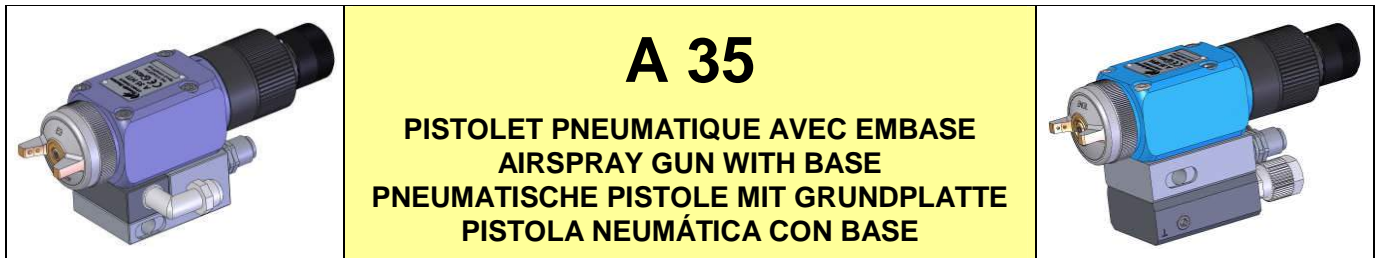 A 35
PISTOLET PNEUMATIQUE AVEC EMBASE
AIRSPRAY GUN WITH BASE
PNEUMATISCHE PISTOLE MIT GRUNDPLATTE
PISTOLA NEUMÁTICA CON BASE